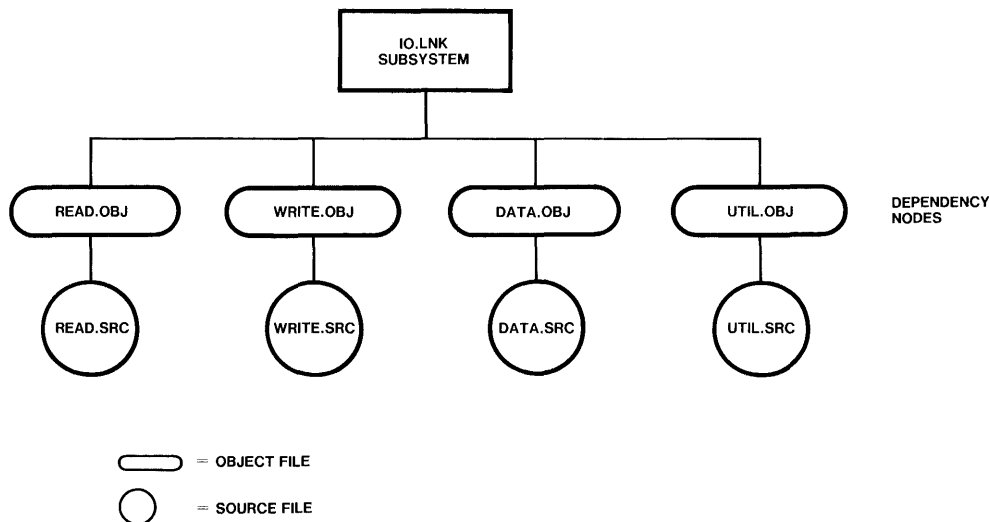 IO.LNK
SUBSYSTEM
READ.OBJ
WRITE.OBJ
DATA.OBJ
UTIL.OBJ
DEPENDENCY
NODES
READ.SRC
WRITE.SRC
DATA.SRC
UTIL.SRC
= OBJECT FILE
= SOURCE FILE